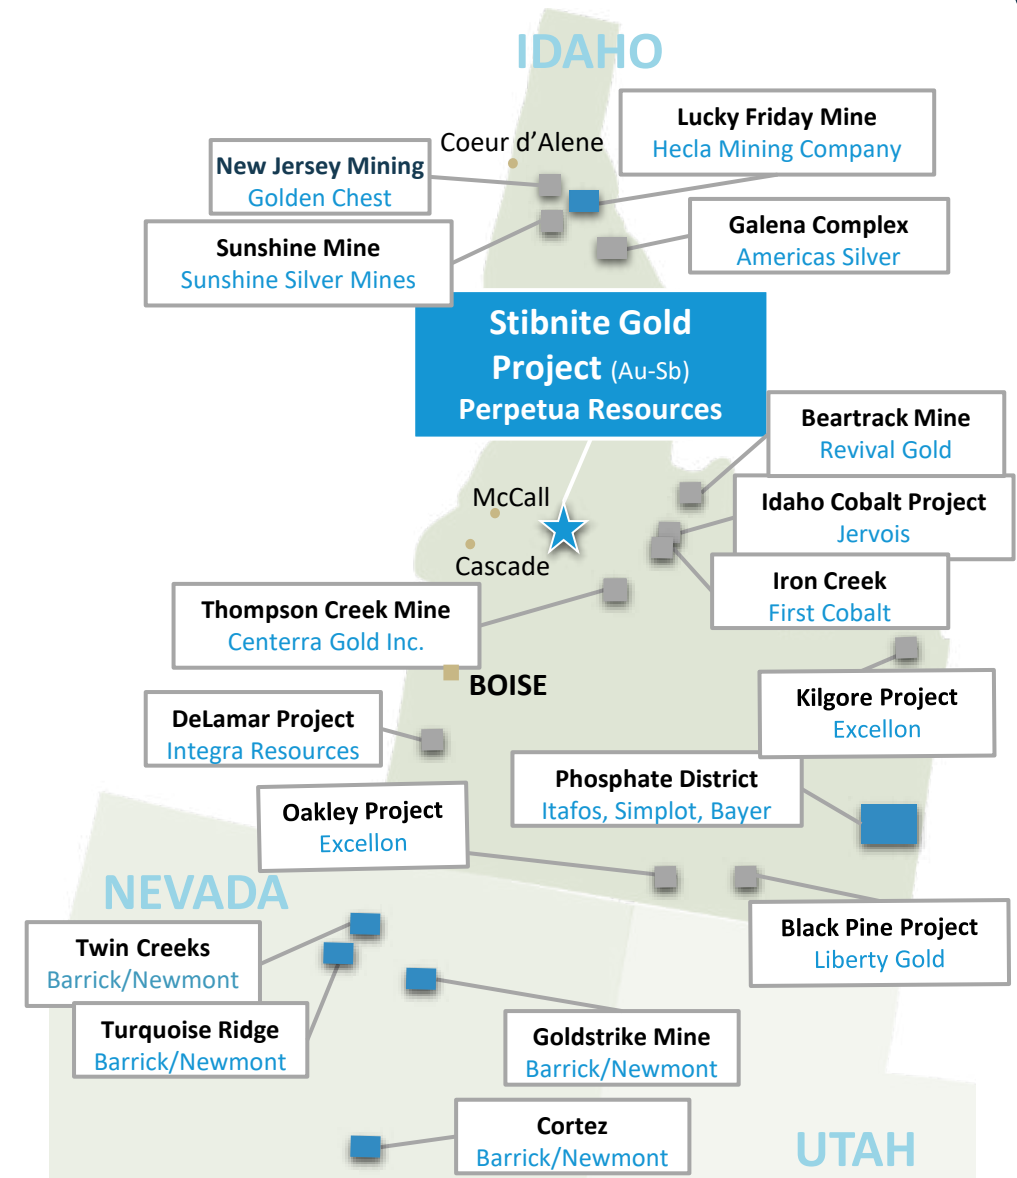 IDAHO
Lucky Friday Mine
Hecla Mining Company
Coeur d'Alene
New Jersey Mining
Golden Chest
Galena Complex
Americas Silver
Sunshine Mine
Sunshine Silver Mines
Stibnite Gold
Project (Au-Sb)
Perpetua Resources
Beartrack Mine
Revival Gold
McCall
Idaho Cobalt Project
Jervois
Cascade
Iron Creek
First Cobalt
Thompson Creek Mine
Centerra Gold Inc.
BOISE
Kilgore Project
Excellon
DeLamar Project
Integra Resources
Phosphate District
Itafos, Simplot, Bayer
Oakley Project
Excellon
NEVADA
Black Pine Project
Liberty Gold
Twin Creeks
Barrick/Newmont
Turquoise Ridge
Barrick/Newmont
Goldstrike Mine
Barrick/Newmont
Cortez
Barrick/Newmont
UTAH